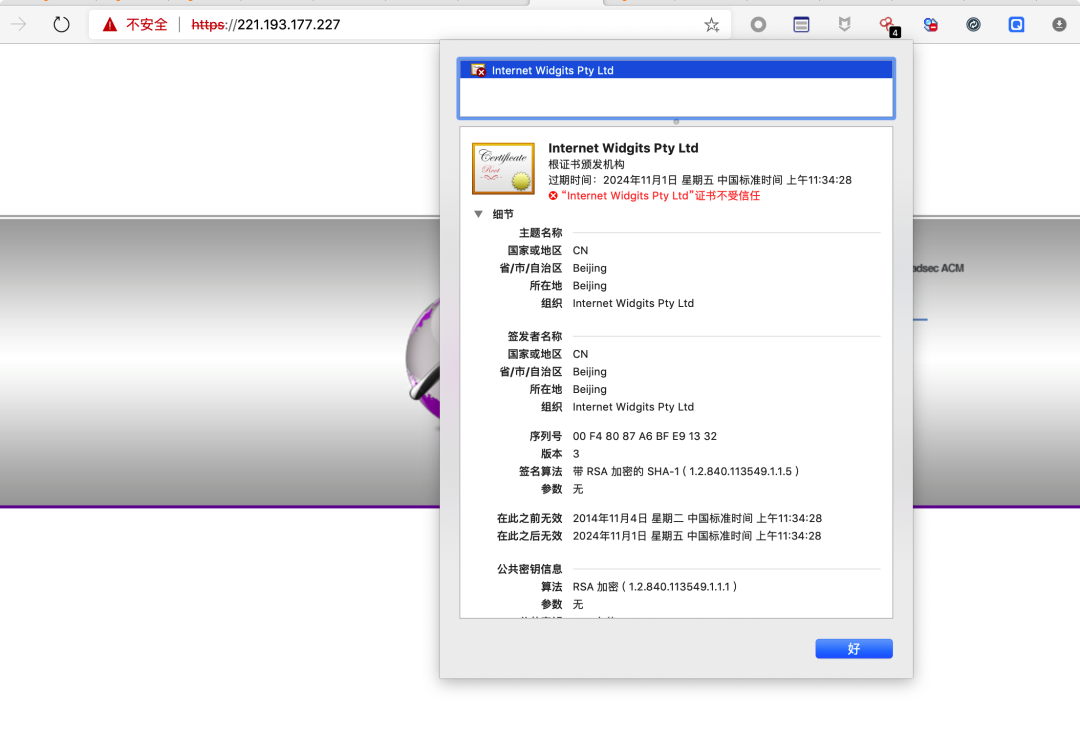 不安全 https://221.193.177.227
4
Internet Widgits Pty Ltd
Certificate
Root
Internet Widgits Pty Ltd
根证书颁发机构
过期时间：2024年11月1日 星期五 中国标准时间 上午11:34:28
“Internet Widgits Pty Ltd”证书不受信任
细节
主题名称
国家或地区 CN
省/市/自治区 Beijing
所在地 Beijing
组织 Internet Widgits Pty Ltd
签发者名称
国家或地区 CN
省/市/自治区 Beijing
所在地 Beijing
组织 Internet Widgits Pty Ltd
序列号 00 F4 80 87 A6 BF E9 13 32
版本 3
签名算法 带 RSA 加密的 SHA-1 ( 1.2.840.113549.1.1.5 )
参数 无
在此之前无效 2014年11月4日 星期二 中国标准时间 上午11:34:28
在此之后无效 2024年11月1日 星期五 中国标准时间 上午11:34:28
公共密钥信息
算法 RSA 加密 ( 1.2.840.113549.1.1.1 )
参数 无
好
adsec ACM